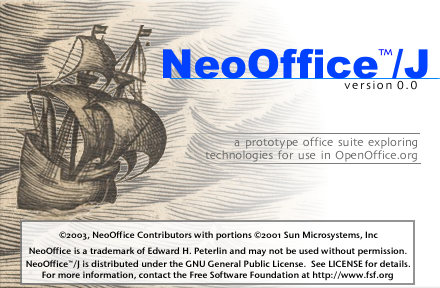 NeoOffice™/J
version 0.0
a prototype office suite exploring
technologies for use in OpenOffice.org
©2003, NeoOffice Contributors with portions ©2001 Sun Microsystems, Inc
NeoOffice is a trademark of Edward H. Peterlin and may not be used without permission.
NeoOffice™/J is distributed under the GNU General Public License.  See LICENSE for details.
For more information, contact the Free Software Foundation at http://www.fsf.org